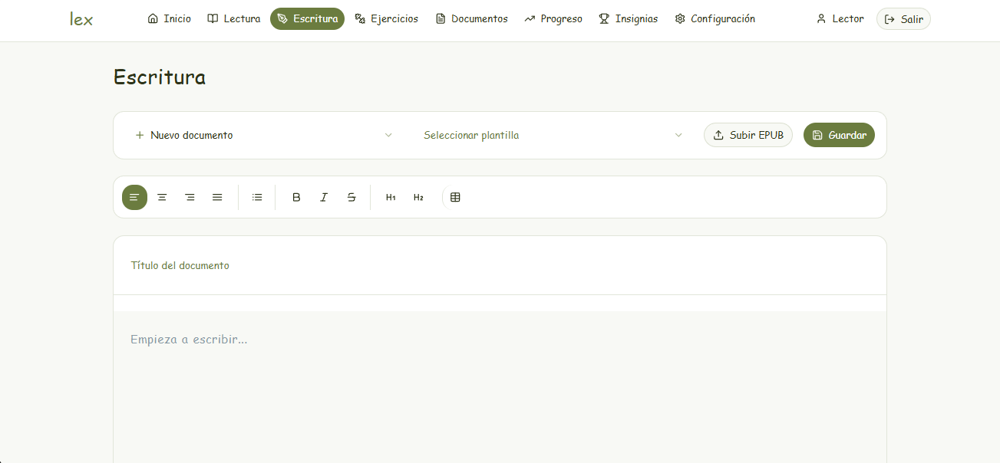 lex
Inicio Lectura Escritura Ejercicios Documentos Progreso Insignias Configuración Lector Salir
Escritura
Nuevo documento Seleccionar plantilla Subir EPUB Guardar
B I S H1 H2
Título del documento
Empieza a escribir...